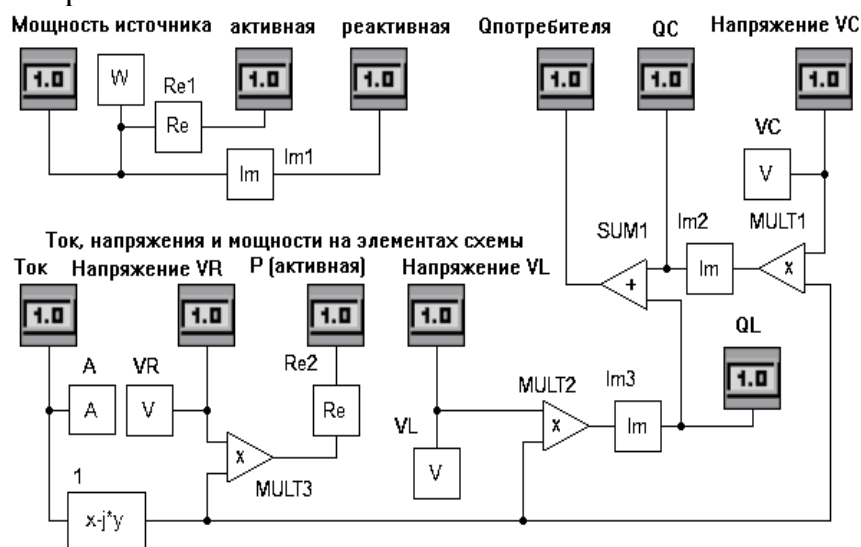 Мощность источника активная реактивная Qпотребителя QC Напряжение VC
1.0 1.0 1.0 1.0 1.0 1.0
W Re1
Re
Im Im1
VC
V
Ток, напряжения и мощности на элементах схемы
SUM1 Im2 MULT1
+ Im x
Ток Напряжение VR P (активная) Напряжение VL
1.0 1.0 1.0 1.0
QL
1.0
A VR Re2 MULT2 Im3
A V Re x Im
VL
V
x
MULT3
1
x-j*y